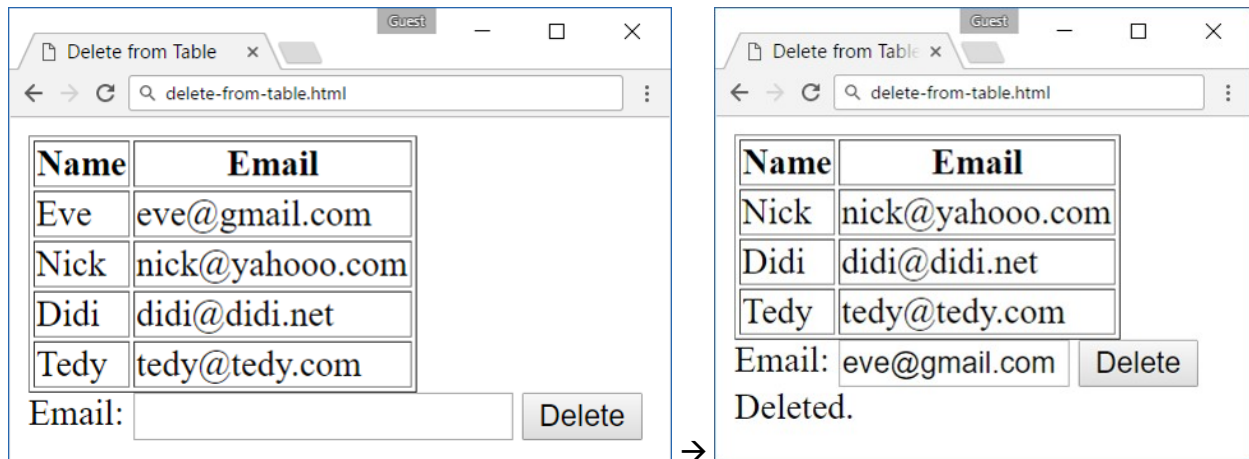 Guest
Delete from Table
delete-from-table.html
Name Email
Eve eve@gmail.com
Nick nick@yahooo.com
Didi didi@didi.net
Tedy tedy@tedy.com
Email: Delete
→
Guest
Delete from Table
delete-from-table.html
Name Email
Nick nick@yahooo.com
Didi didi@didi.net
Tedy tedy@tedy.com
Email: eve@gmail.com Delete
Deleted.